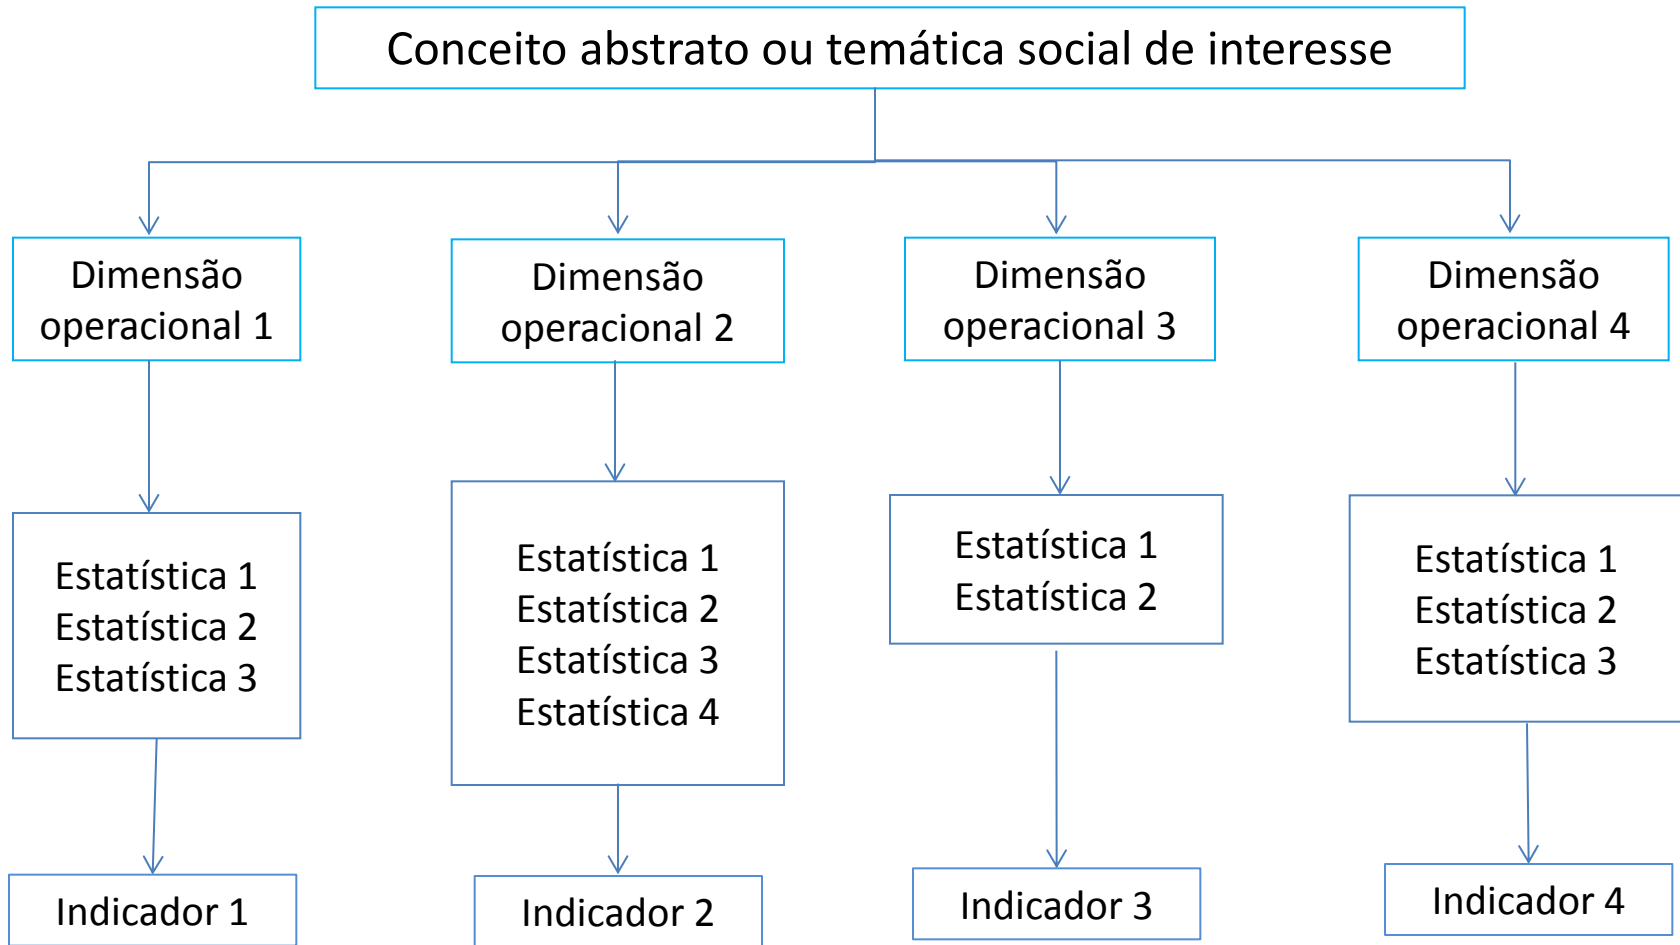 Conceito abstrato ou temática social de interesse
Dimensão
operacional 1
Dimensão
operacional 2
Dimensão
operacional 3
Dimensão
operacional 4
Estatística 1
Estatística 2
Estatística 3
Estatística 1
Estatística 2
Estatística 3
Estatística 4
Estatística 1
Estatística 2
Estatística 1
Estatística 2
Estatística 3
Indicador 1
Indicador 2
Indicador 3
Indicador 4